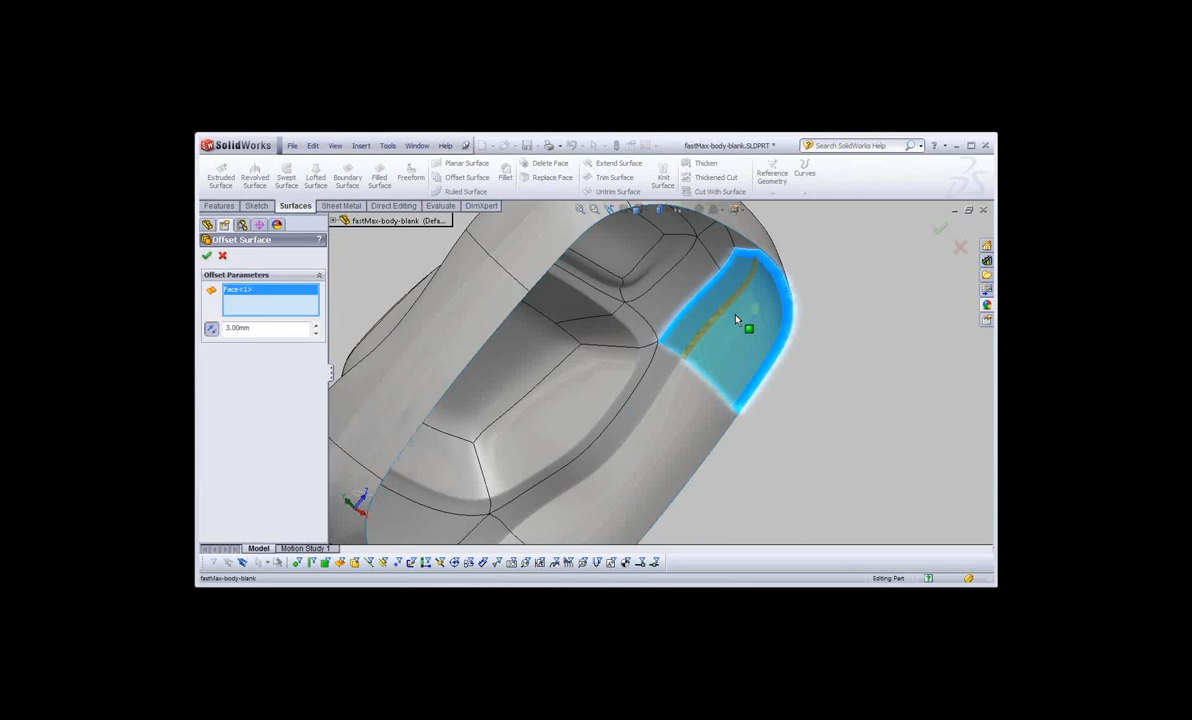 SolidWorks File Edit View Insert Tools Window Help fastMax-body-blank.SLDPRT * Search SolidWorks Help
Extruded Surface
Revolved Surface
Swept Surface
Lofted Surface
Boundary Surface
Filled Surface
Freeform
Planar Surface
Offset Surface
Ruled Surface
Fillet
Delete Face
Replace Face
Extend Surface
Trim Surface
Untrim Surface
Knit Surface
Thicken
Thickened Cut
Cut With Surface
Reference Geometry
Curves
Features Sketch Surfaces Sheet Metal Direct Editing Evaluate DimXpert
fastMax-body-blank (Defa...
Offset Surface ?
Offset Parameters
Face<1>
3.00mm
Model Motion Study 1
fastMax-body-blank Editing Part